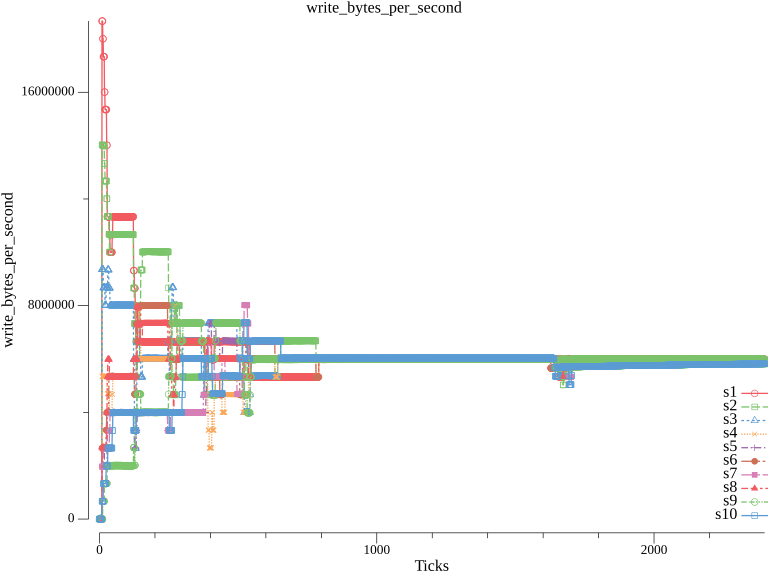 write_bytes_per_second
write_bytes_per_second
16000000
8000000
0
0
1000
2000
Ticks
s1
s2
s3
s4
s5
s6
s7
s8
s9
s10